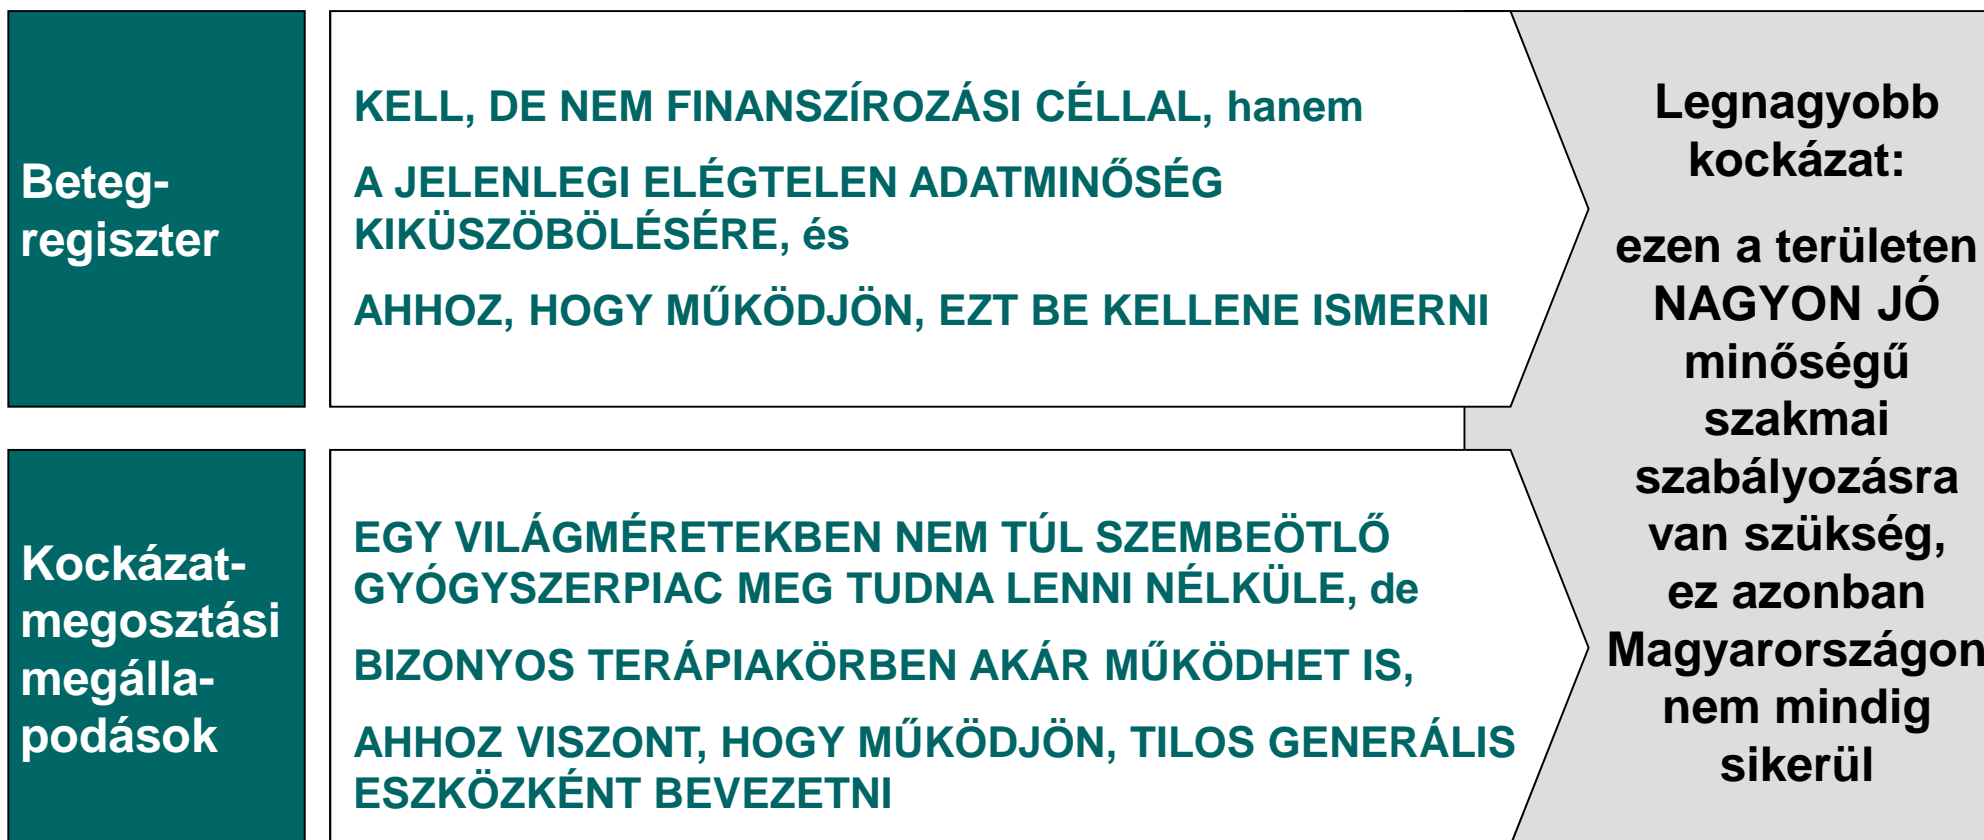 Beteg-
regiszter
KELL, DE NEM FINANSZÍROZÁSI CÉLLAL, hanem
A JELENLEGI ELÉGTELEN ADATMINŐSÉG
KIKÜSZÖBÖLÉSÉRE, és
AHHOZ, HOGY MŰKÖDJÖN, EZT BE KELLENE ISMERNI
Kockázat-
megosztási
megálla-
podások
EGY VILÁGMÉRETEKBEN NEM TÚL SZEMBEÖTLŐ
GYÓGYSZERPIAC MEG TUDNA LENNI NÉLKÜLE, de
BIZONYOS TERÁPIAKÖRBEN AKÁR MŰKÖDHET IS,
AHHOZ VISZONT, HOGY MŰKÖDJÖN, TILOS GENERÁLIS
ESZKÖZKÉNT BEVEZETNI
Legnagyobb
kockázat:
ezen a területen
NAGYON JÓ
minőségű
szakmai
szabályozásra
van szükség,
ez azonban
Magyarországon
nem mindig
sikerül